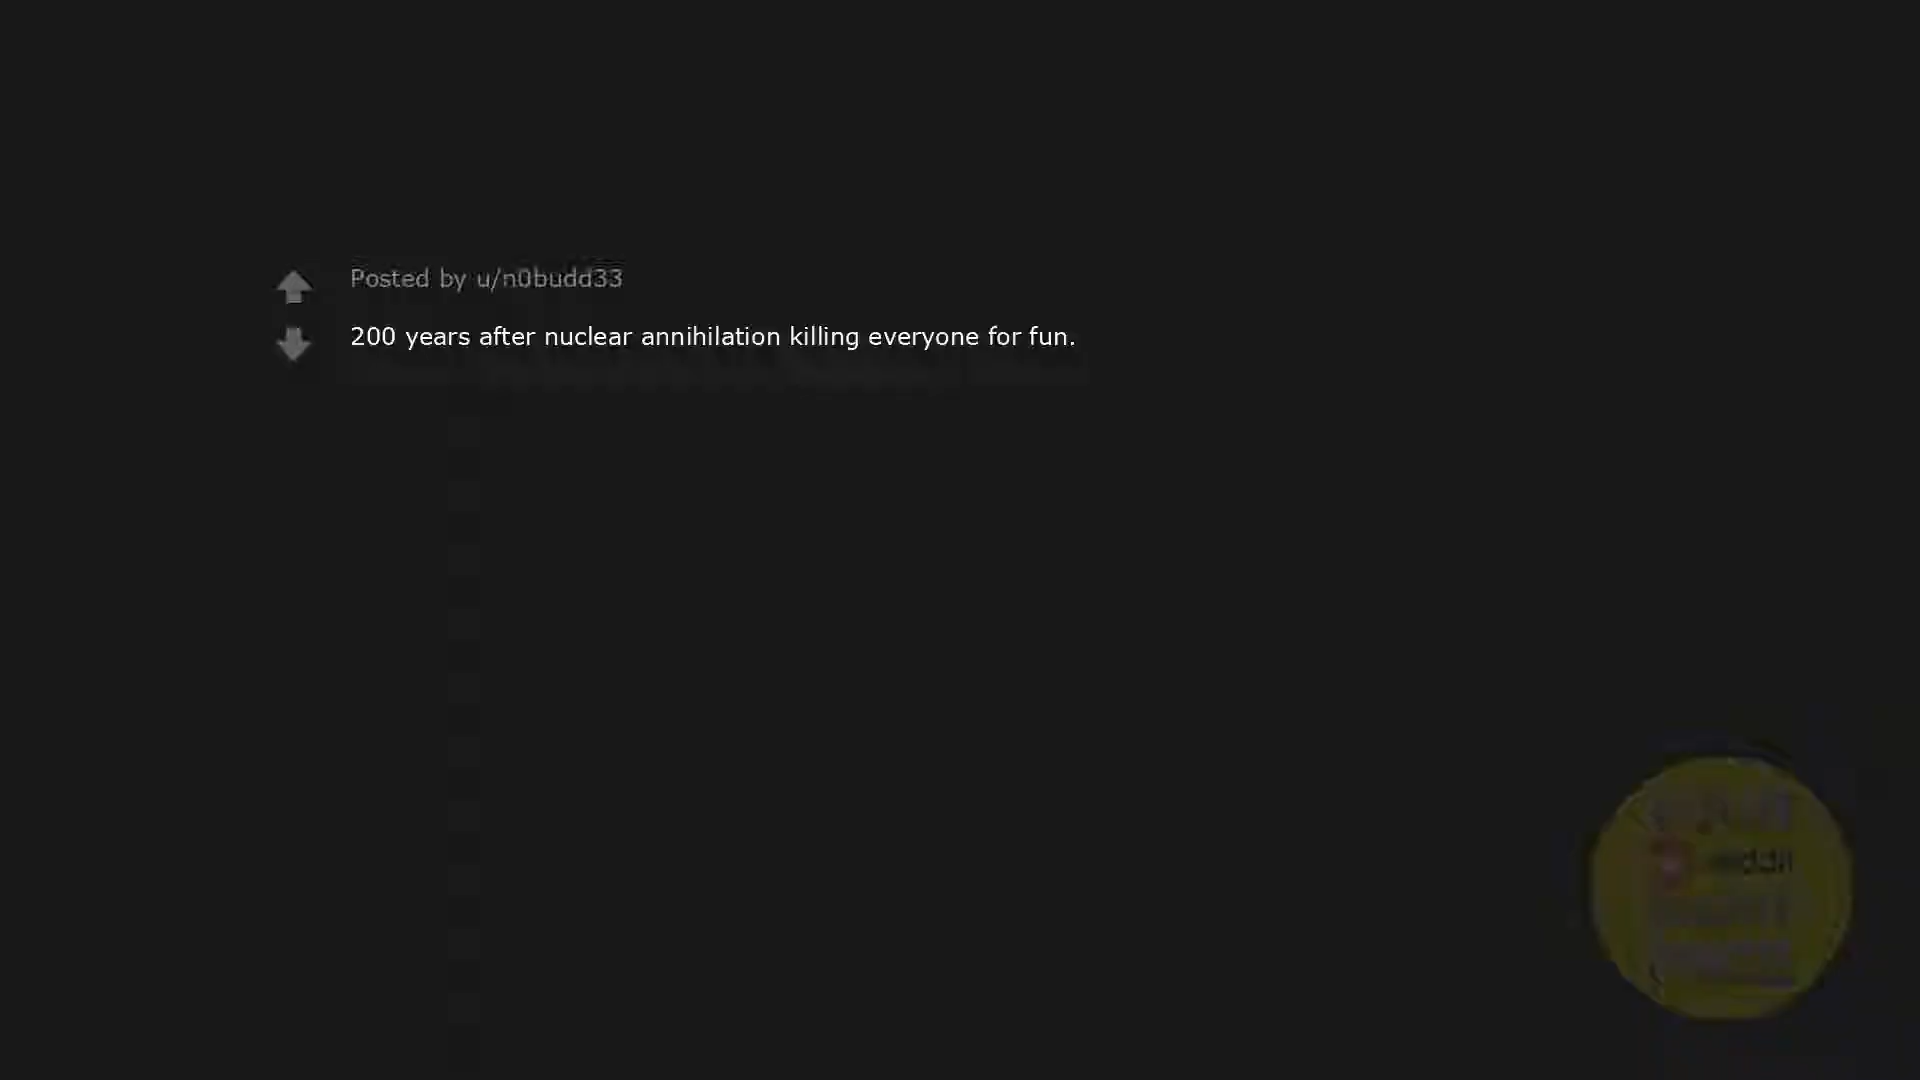 Posted by u/n0budd33
200 years after nuclear annihilation killing everyone for fun.